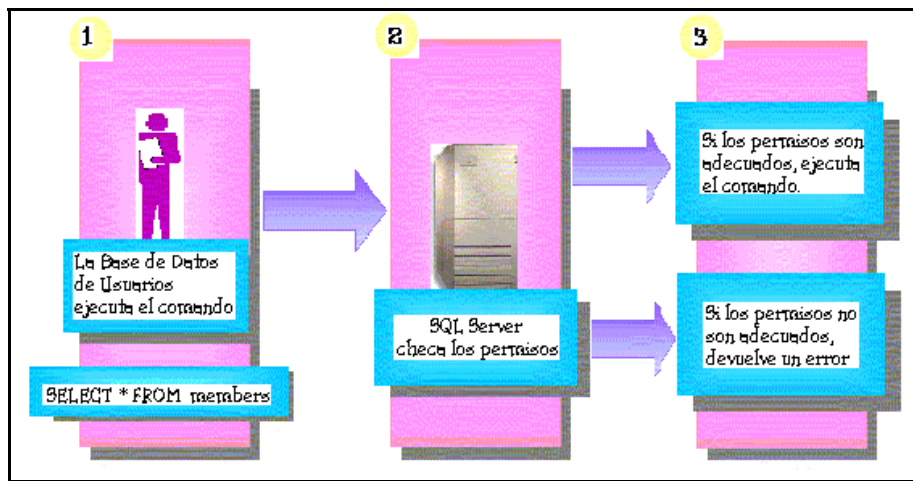 1
La Base de Datos
de Usuarios
ejecuta el comando
SELECT * FROM members
2
SQL Server
checa los permisos
3
Si los permisos son
adecuados, ejecuta
el comando.
Si los permisos no
son adecuados,
devuelve un error